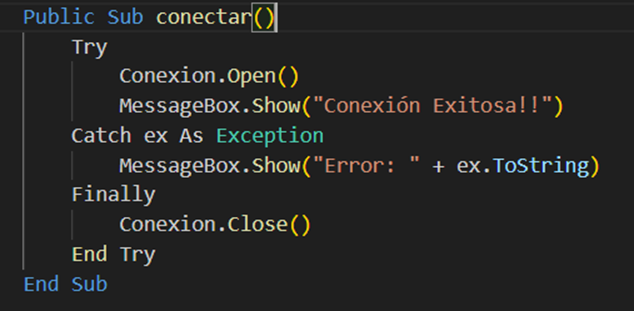 Public Sub conectar()
Try
Conexion.Open()
MessageBox.Show("Conexión Exitosa!!")
Catch ex As Exception
MessageBox.Show("Error: " + ex.ToString)
Finally
Conexion.Close()
End Try
End Sub